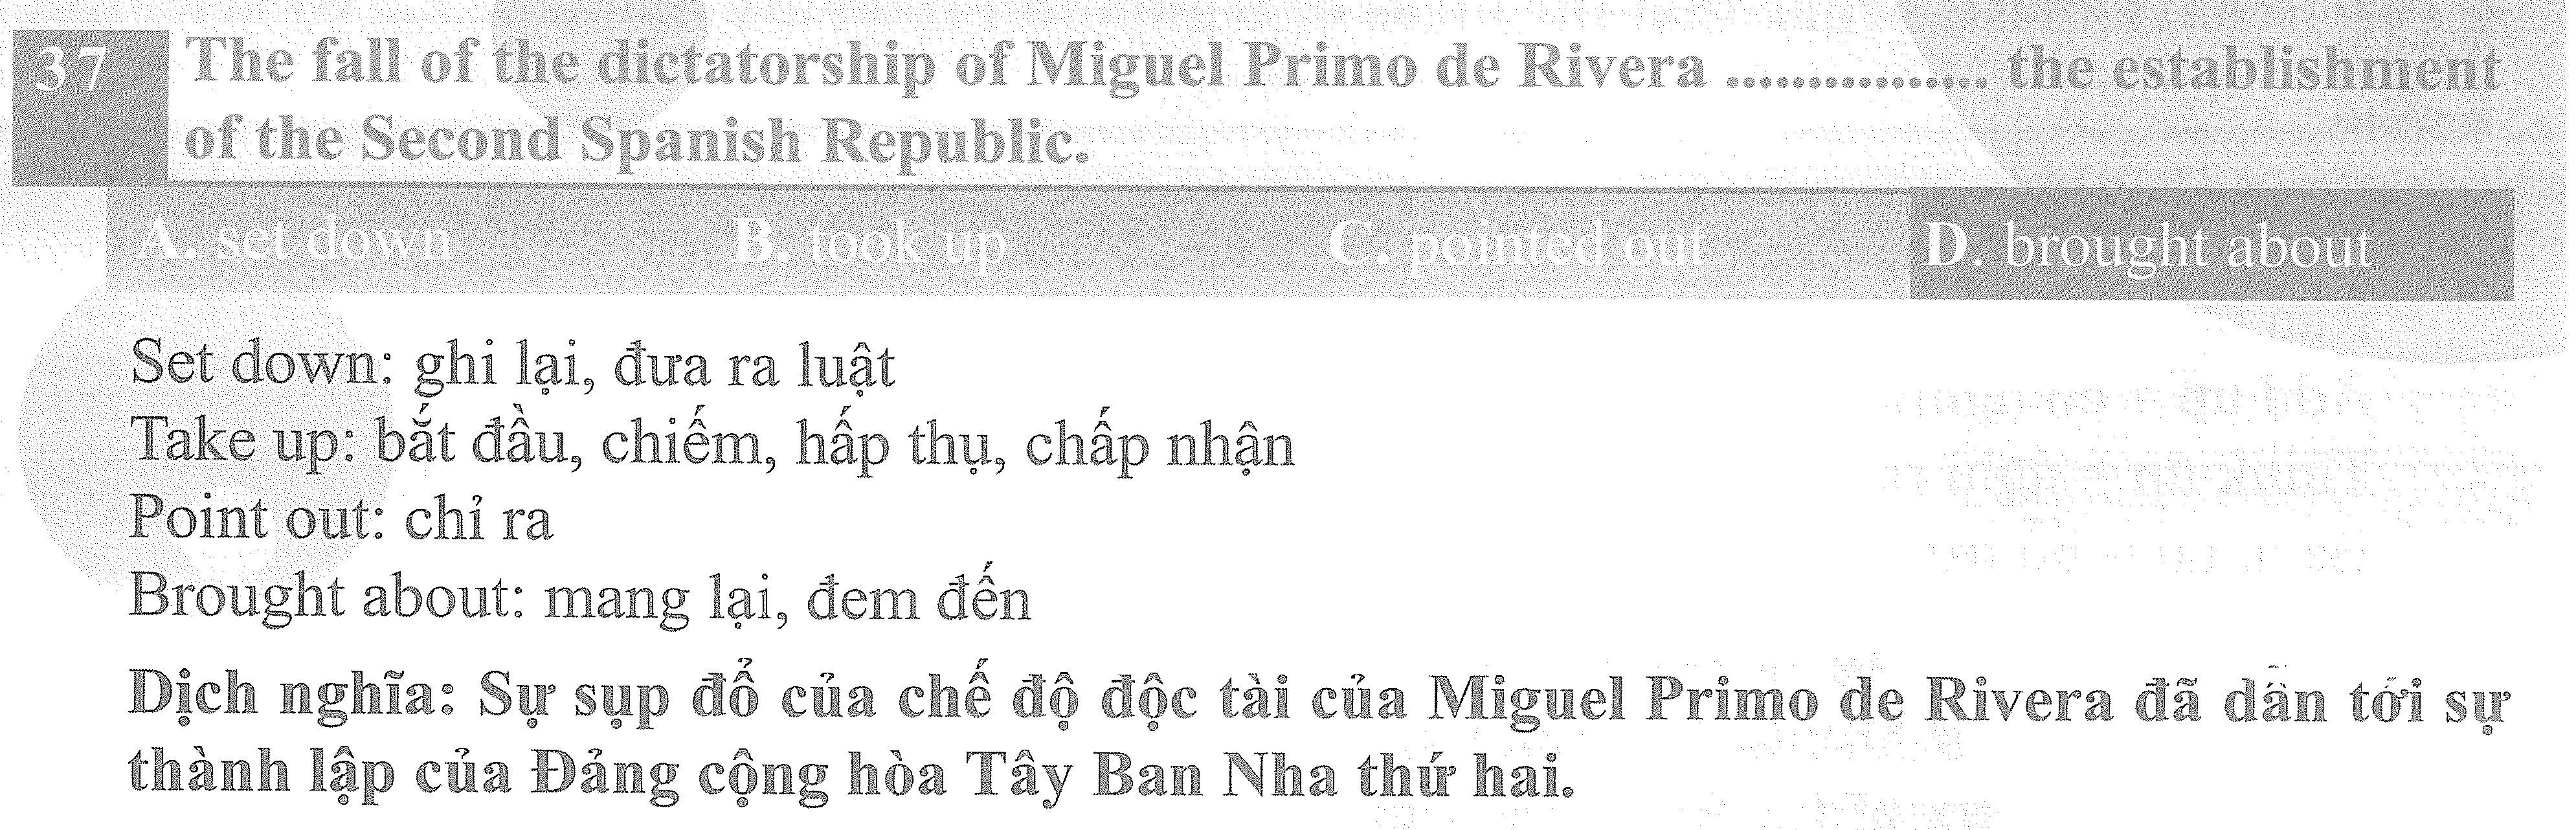 37 The fall of the dictatorship of Miguel Primo de Rivera ............... the establishment
of the Second Spanish Republic.
A. set down B. took up C. pointed out D. brought about
Set down: ghi lại, đưa ra luật
Take up: bắt đầu, chiếm, hấp thụ, chấp nhận
Point out: chỉ ra
Brought about: mang lại, đem đến
Dịch nghĩa: Sự sụp đổ của chế độ độc tài của Miguel Primo de Rivera đã dẫn tới sự
thành lập của Đảng cộng hòa Tây Ban Nha thứ hai.